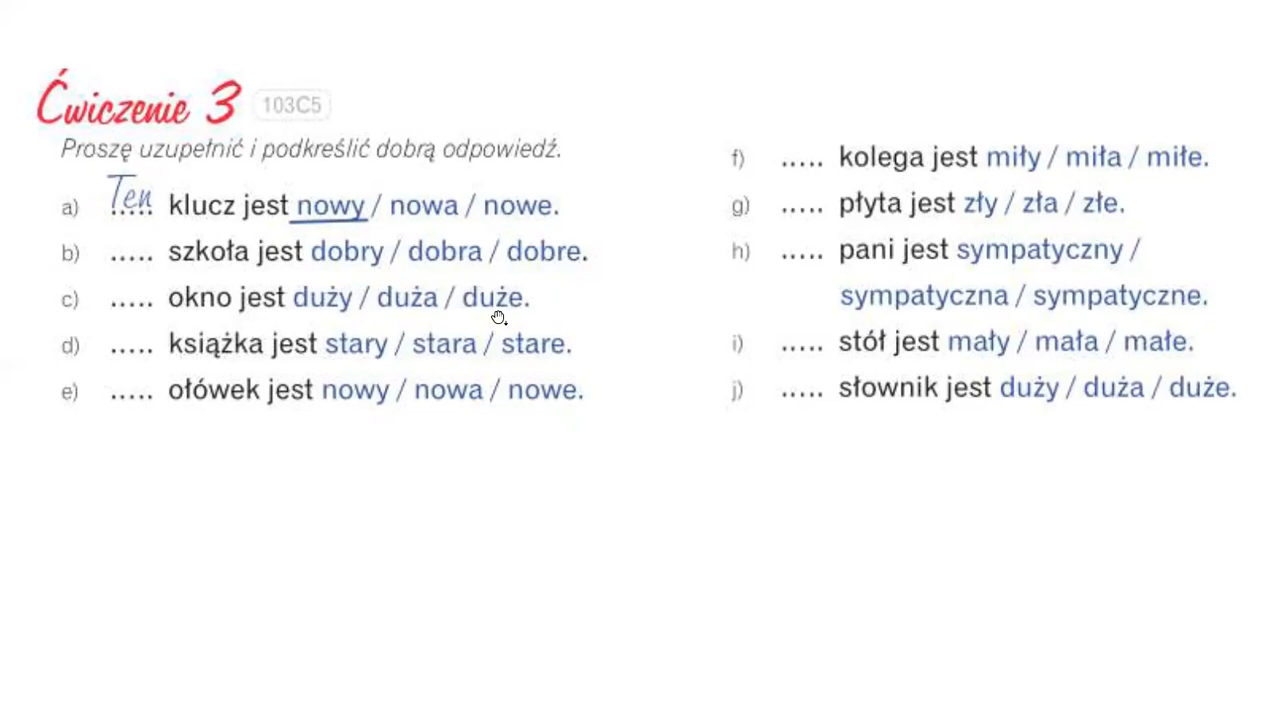 Ćwiczenie 3 103C5
Proszę uzupełnić i podkreślić dobrą odpowiedź.
a) Ten klucz jest nowy / nowa / nowe.
b) ..... szkoła jest dobry / dobra / dobre.
c) ..... okno jest duży / duża / duże.
d) ..... książka jest stary / stara / stare.
e) ..... ołówek jest nowy / nowa / nowe.
f) ..... kolega jest miły / miła / miłe.
g) ..... płyta jest zły / zła / złe.
h) ..... pani jest sympatyczny /
sympatyczna / sympatyczne.
i) ..... stół jest mały / mała / małe.
j) ..... słownik jest duży / duża / duże.